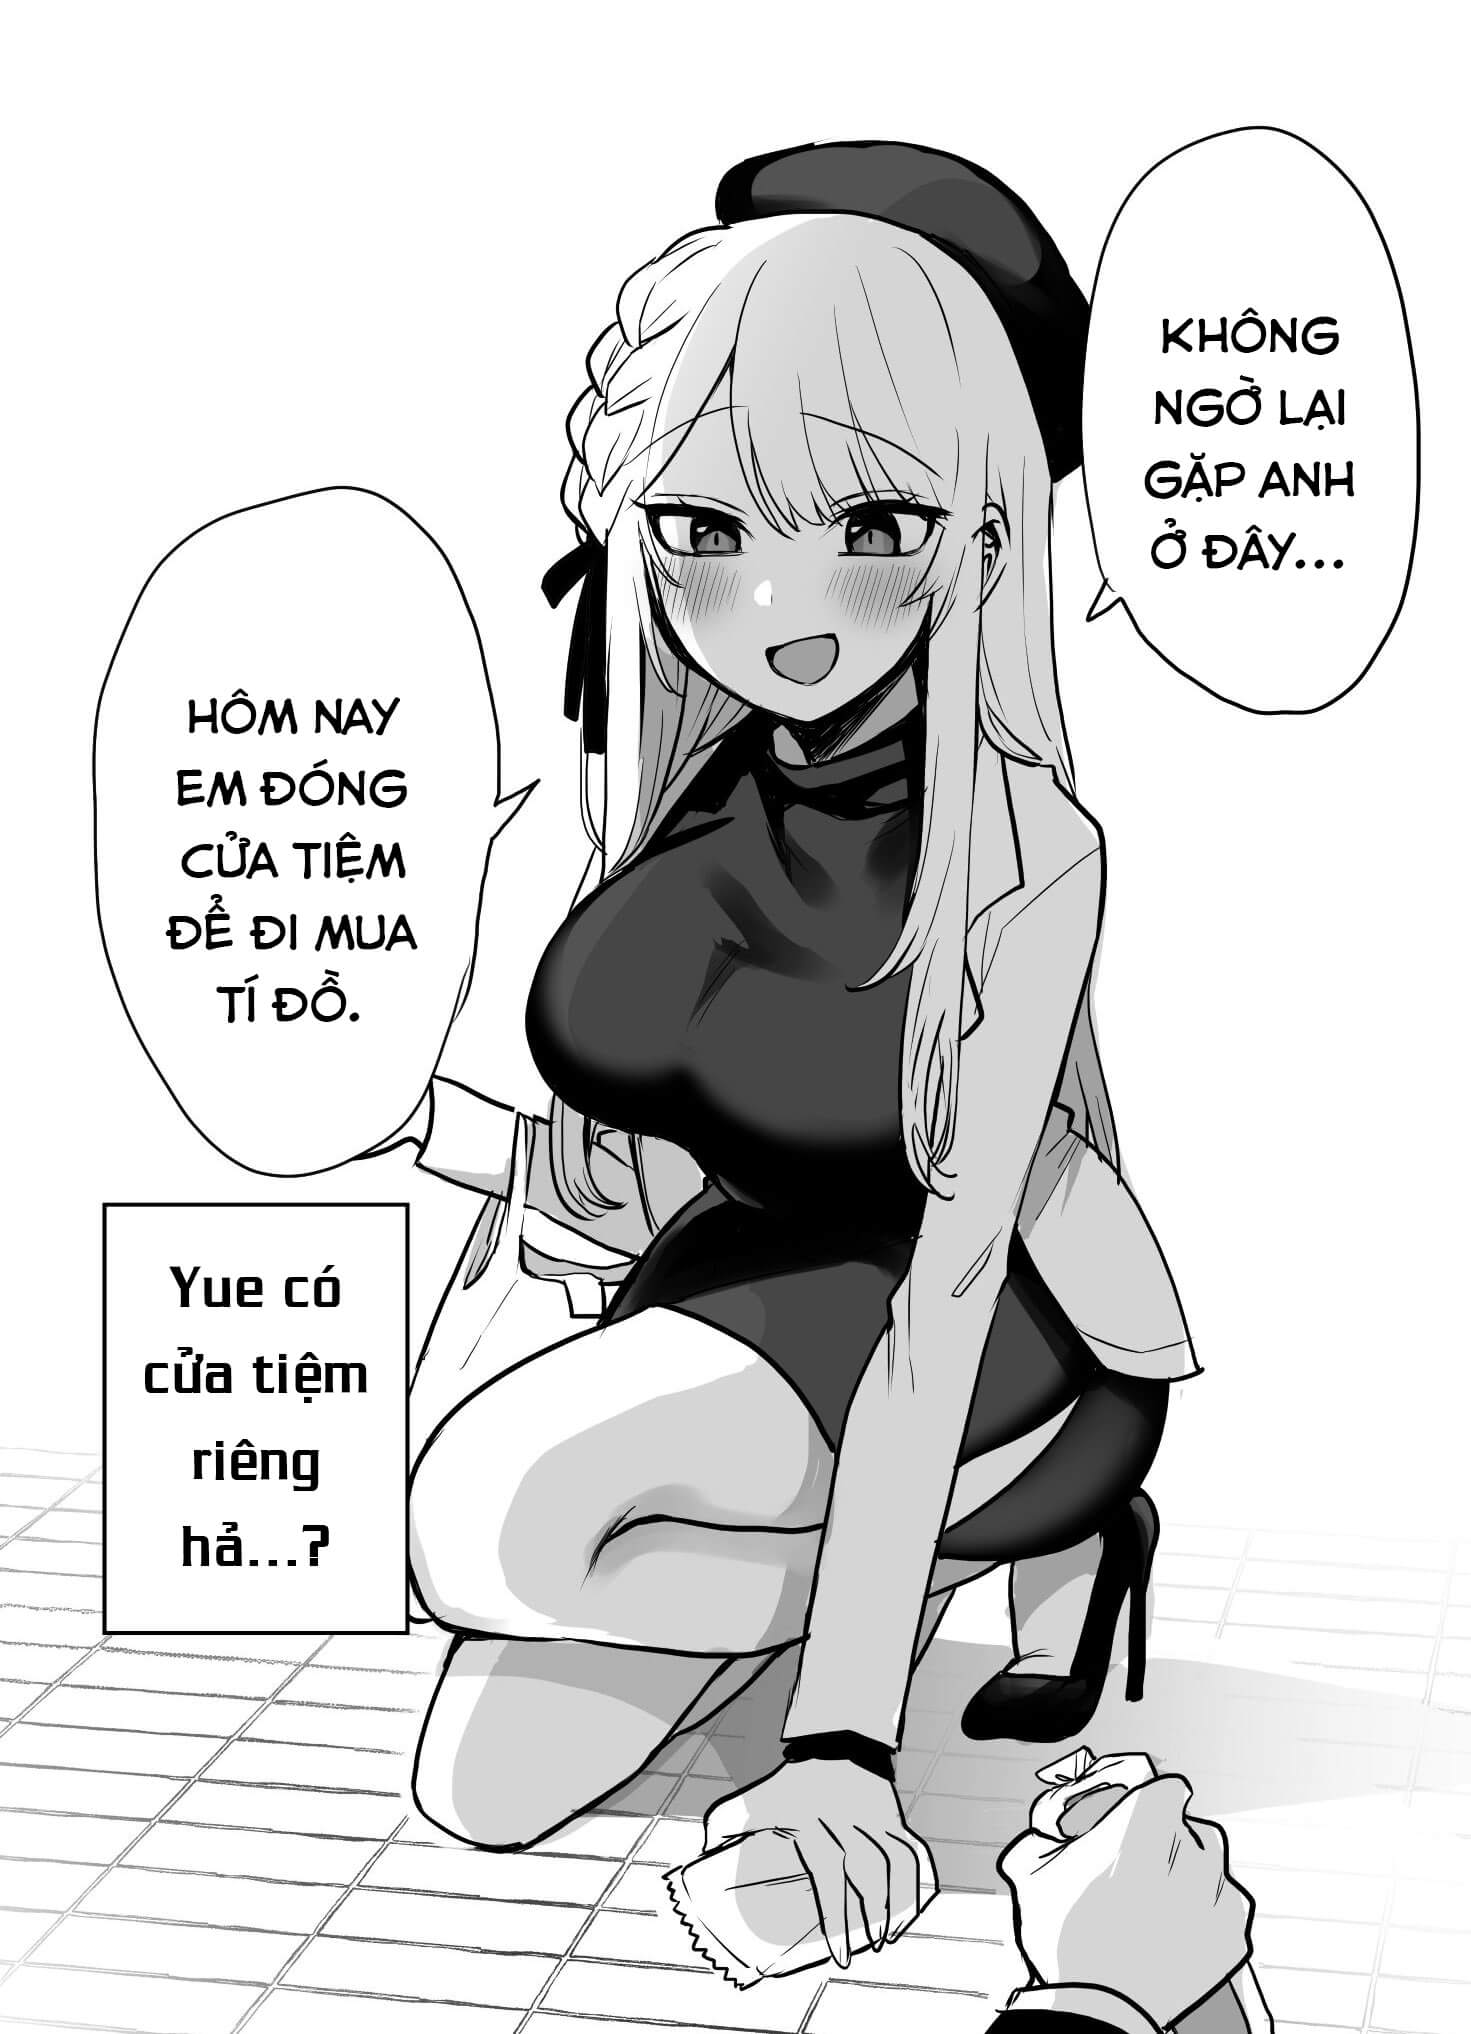 KHÔNG
NGỜ LẠI
GẶP ANH
Ở ĐÂY...
HÔM NAY
EM ĐÓNG
CỬA TIỆM
ĐỂ ĐI MUA
TÍ ĐỒ.
Yue có
cửa tiệm
riêng
hả...?